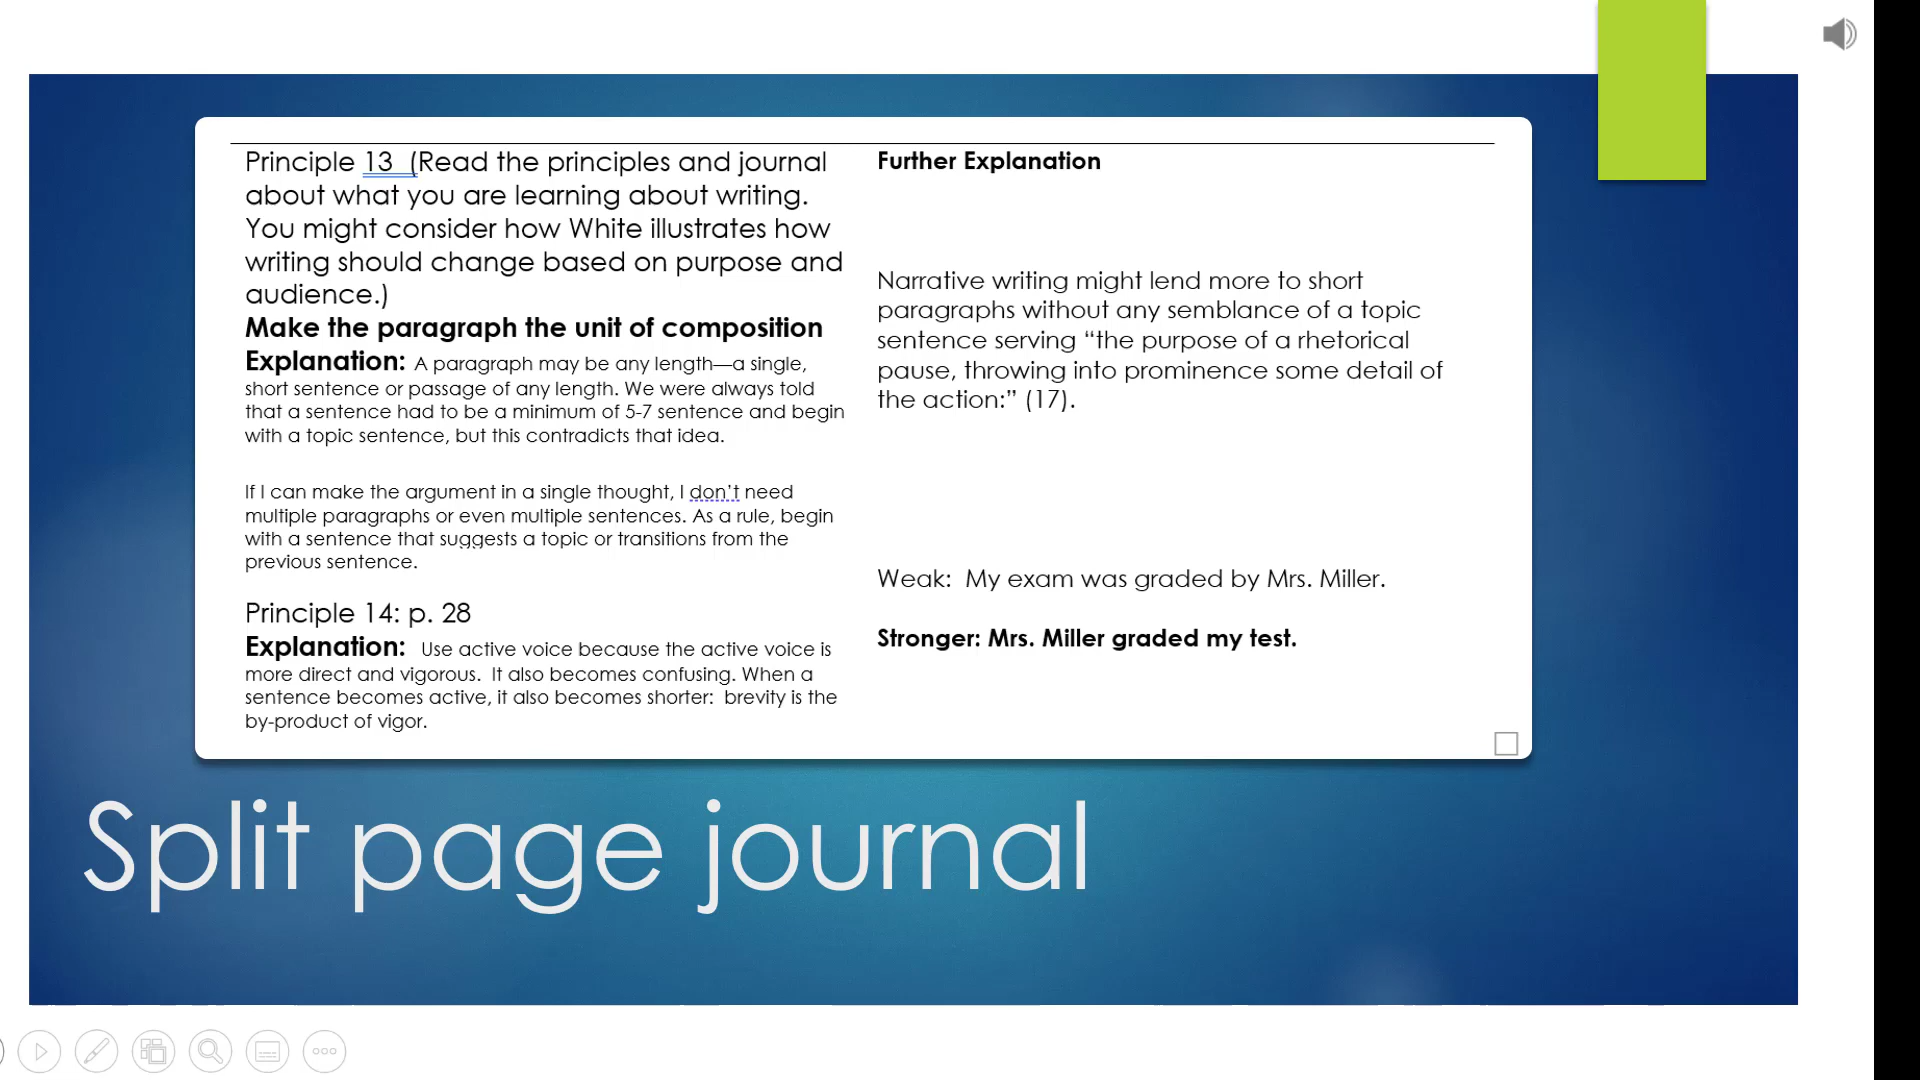 Principle 13  (Read the principles and journal
about what you are learning about writing.
You might consider how White illustrates how
writing should change based on purpose and
audience.)
Make the paragraph the unit of composition
Explanation: A paragraph may be any length—a single,
short sentence or passage of any length. We were always told
that a sentence had to be a minimum of 5-7 sentence and begin
with a topic sentence, but this contradicts that idea.
If I can make the argument in a single thought, I don’t need
multiple paragraphs or even multiple sentences. As a rule, begin
with a sentence that suggests a topic or transitions from the
previous sentence.
Principle 14: p. 28
Explanation:  Use active voice because the active voice is
more direct and vigorous.  It also becomes confusing. When a
sentence becomes active, it also becomes shorter:  brevity is the
by-product of vigor.
Further Explanation
Narrative writing might lend more to short
paragraphs without any semblance of a topic
sentence serving “the purpose of a rhetorical
pause, throwing into prominence some detail of
the action:” (17).
Weak:  My exam was graded by Mrs. Miller.
Stronger: Mrs. Miller graded my test.
Split page journal